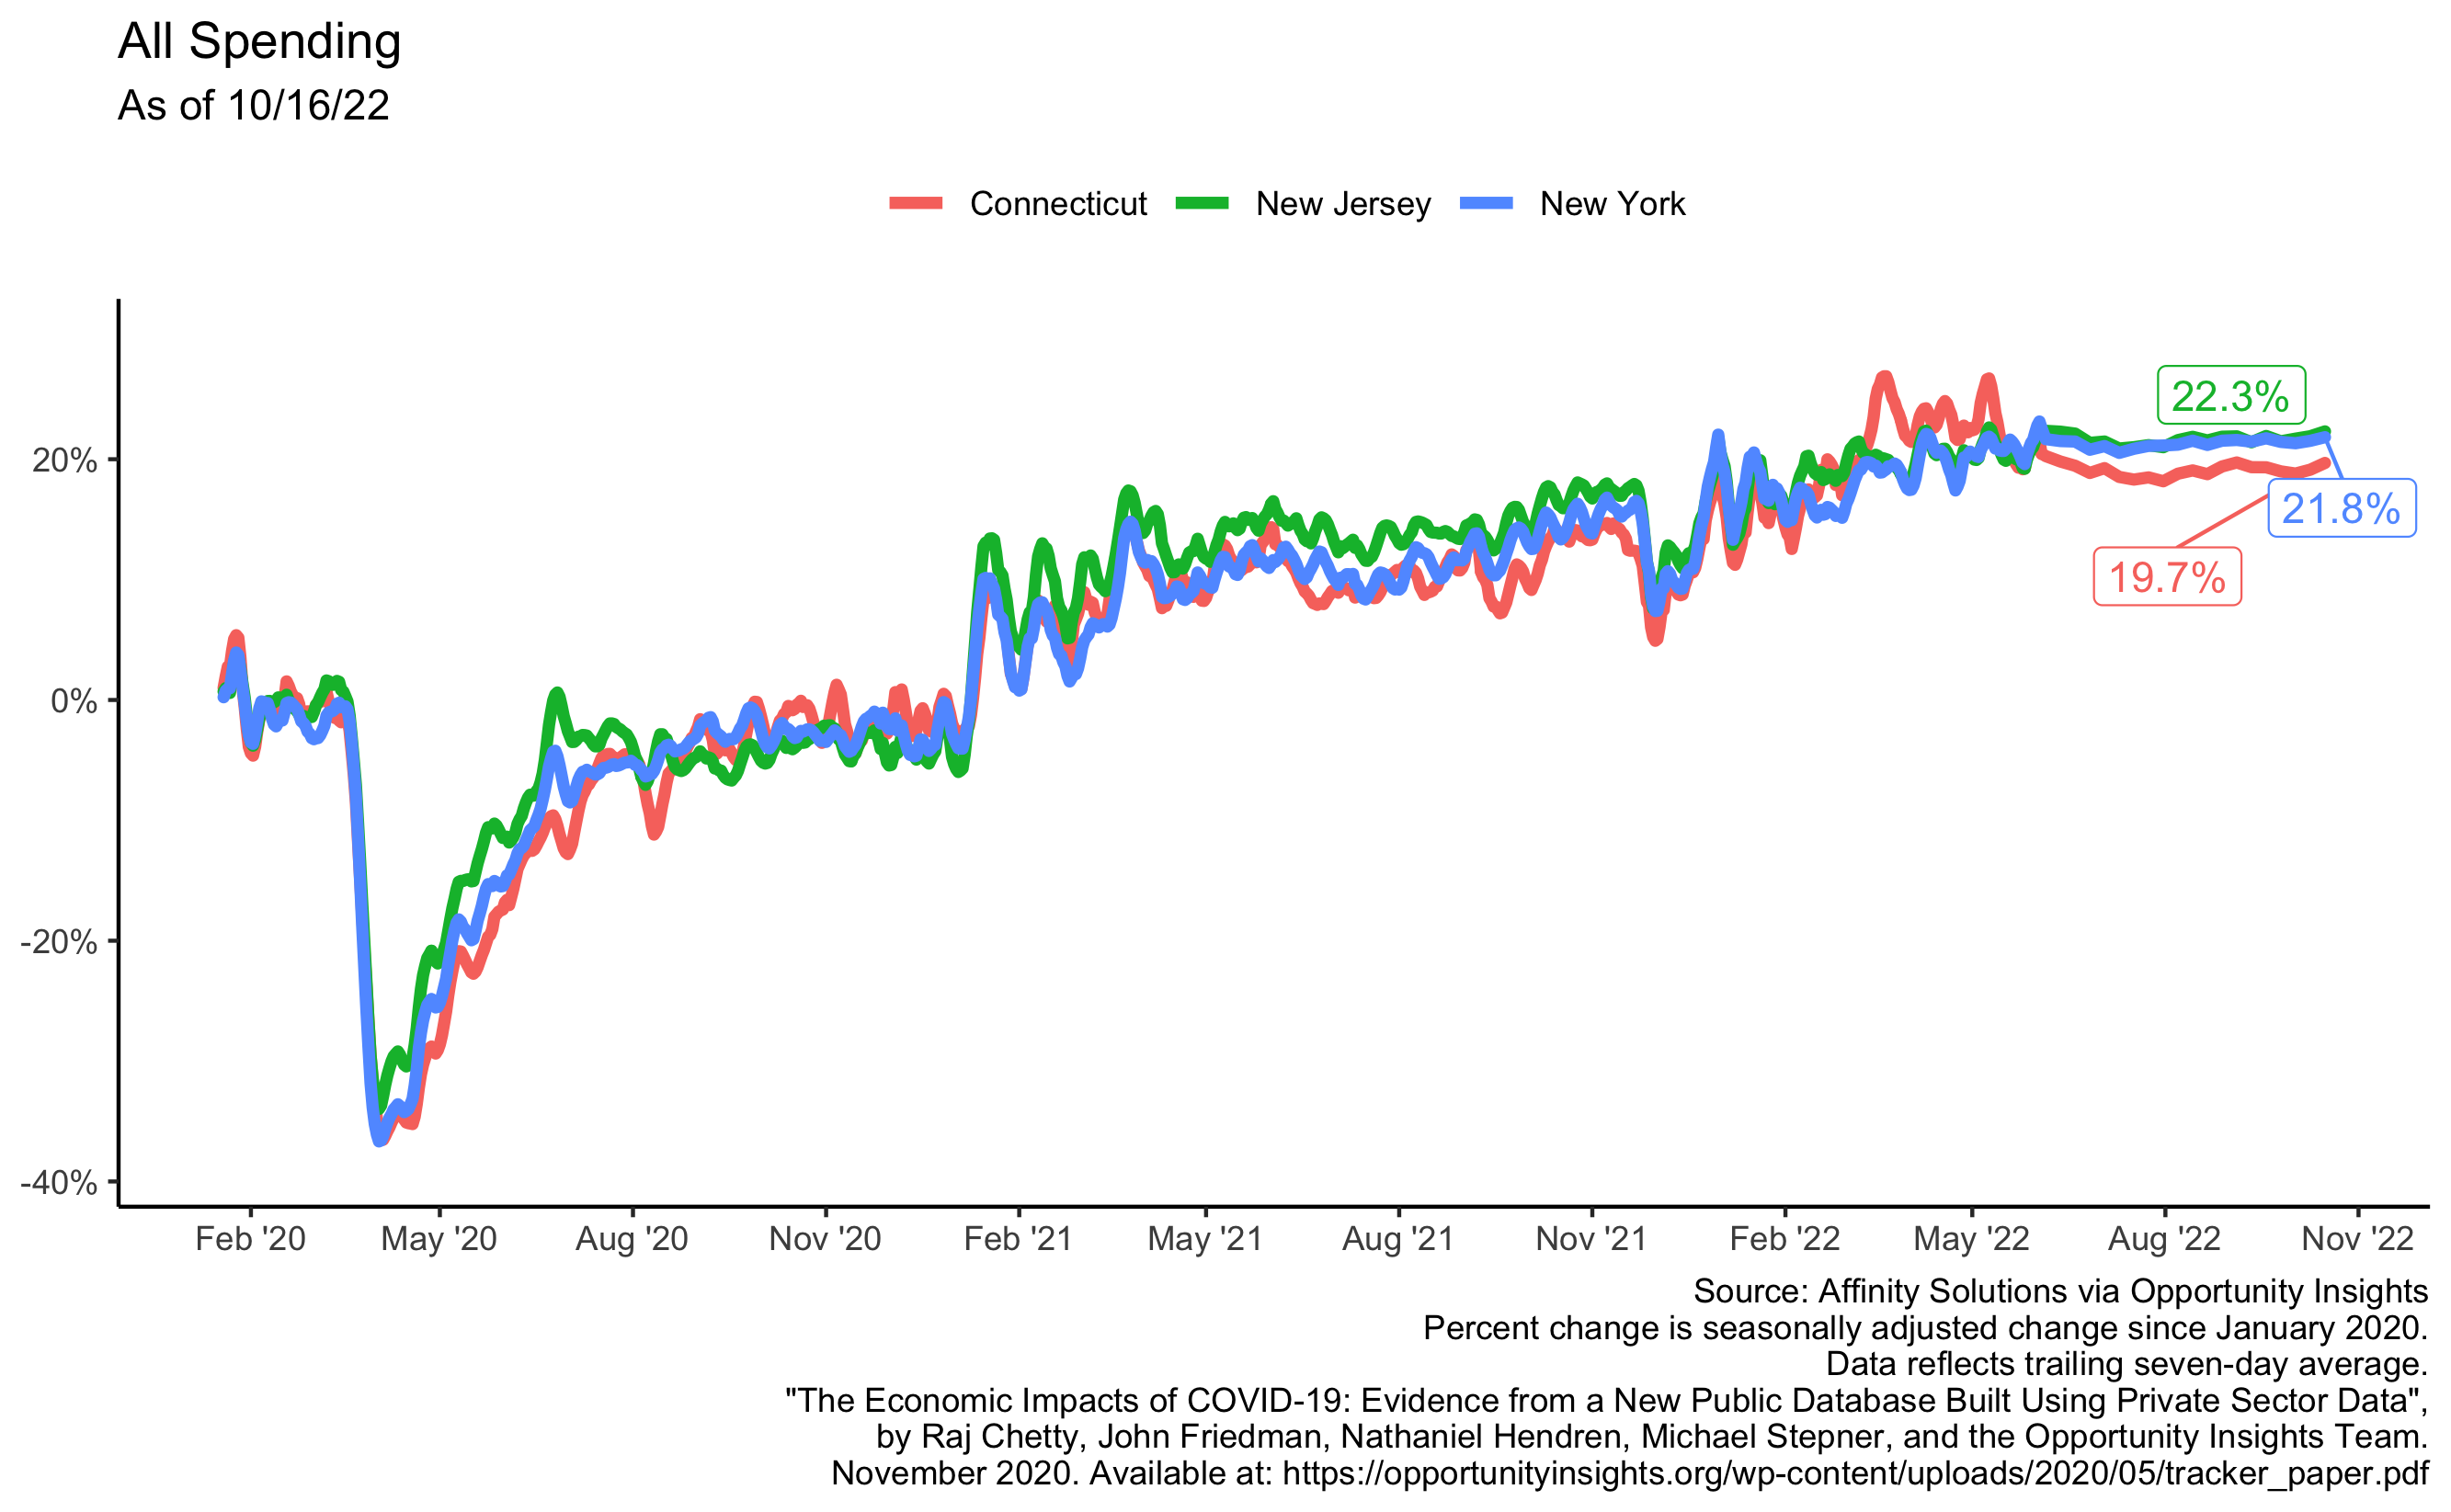 All Spending
As of 10/16/22
Connecticut New Jersey New York
22.3%
21.8%
19.7%
20%
0%
-20%
-40%
Feb '20 May '20 Aug '20 Nov '20 Feb '21 May '21 Aug '21 Nov '21 Feb '22 May '22 Aug '22 Nov '22
Source: Affinity Solutions via Opportunity Insights
Percent change is seasonally adjusted change since January 2020.
Data reflects trailing seven-day average.
"The Economic Impacts of COVID-19: Evidence from a New Public Database Built Using Private Sector Data",
by Raj Chetty, John Friedman, Nathaniel Hendren, Michael Stepner, and the Opportunity Insights Team.
November 2020. Available at: https://opportunityinsights.org/wp-content/uploads/2020/05/tracker_paper.pdf